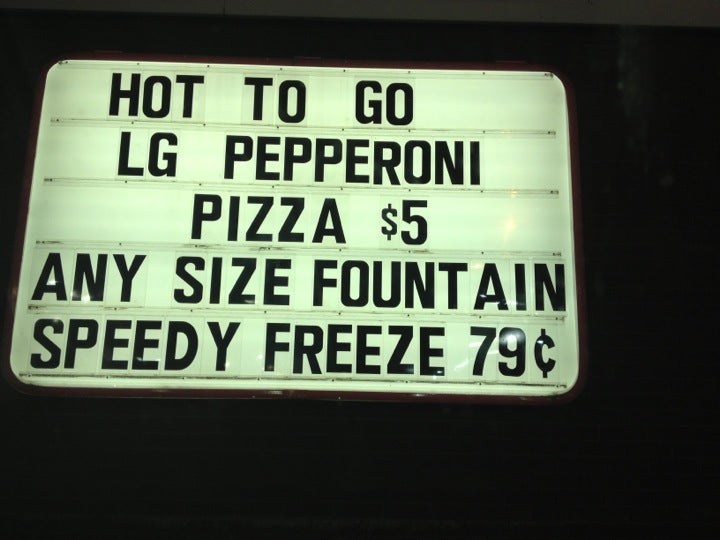 HOT TO GO
LG PEPPERONI
PIZZA $5
ANY SIZE FOUNTAIN
SPEEDY FREEZE 79¢